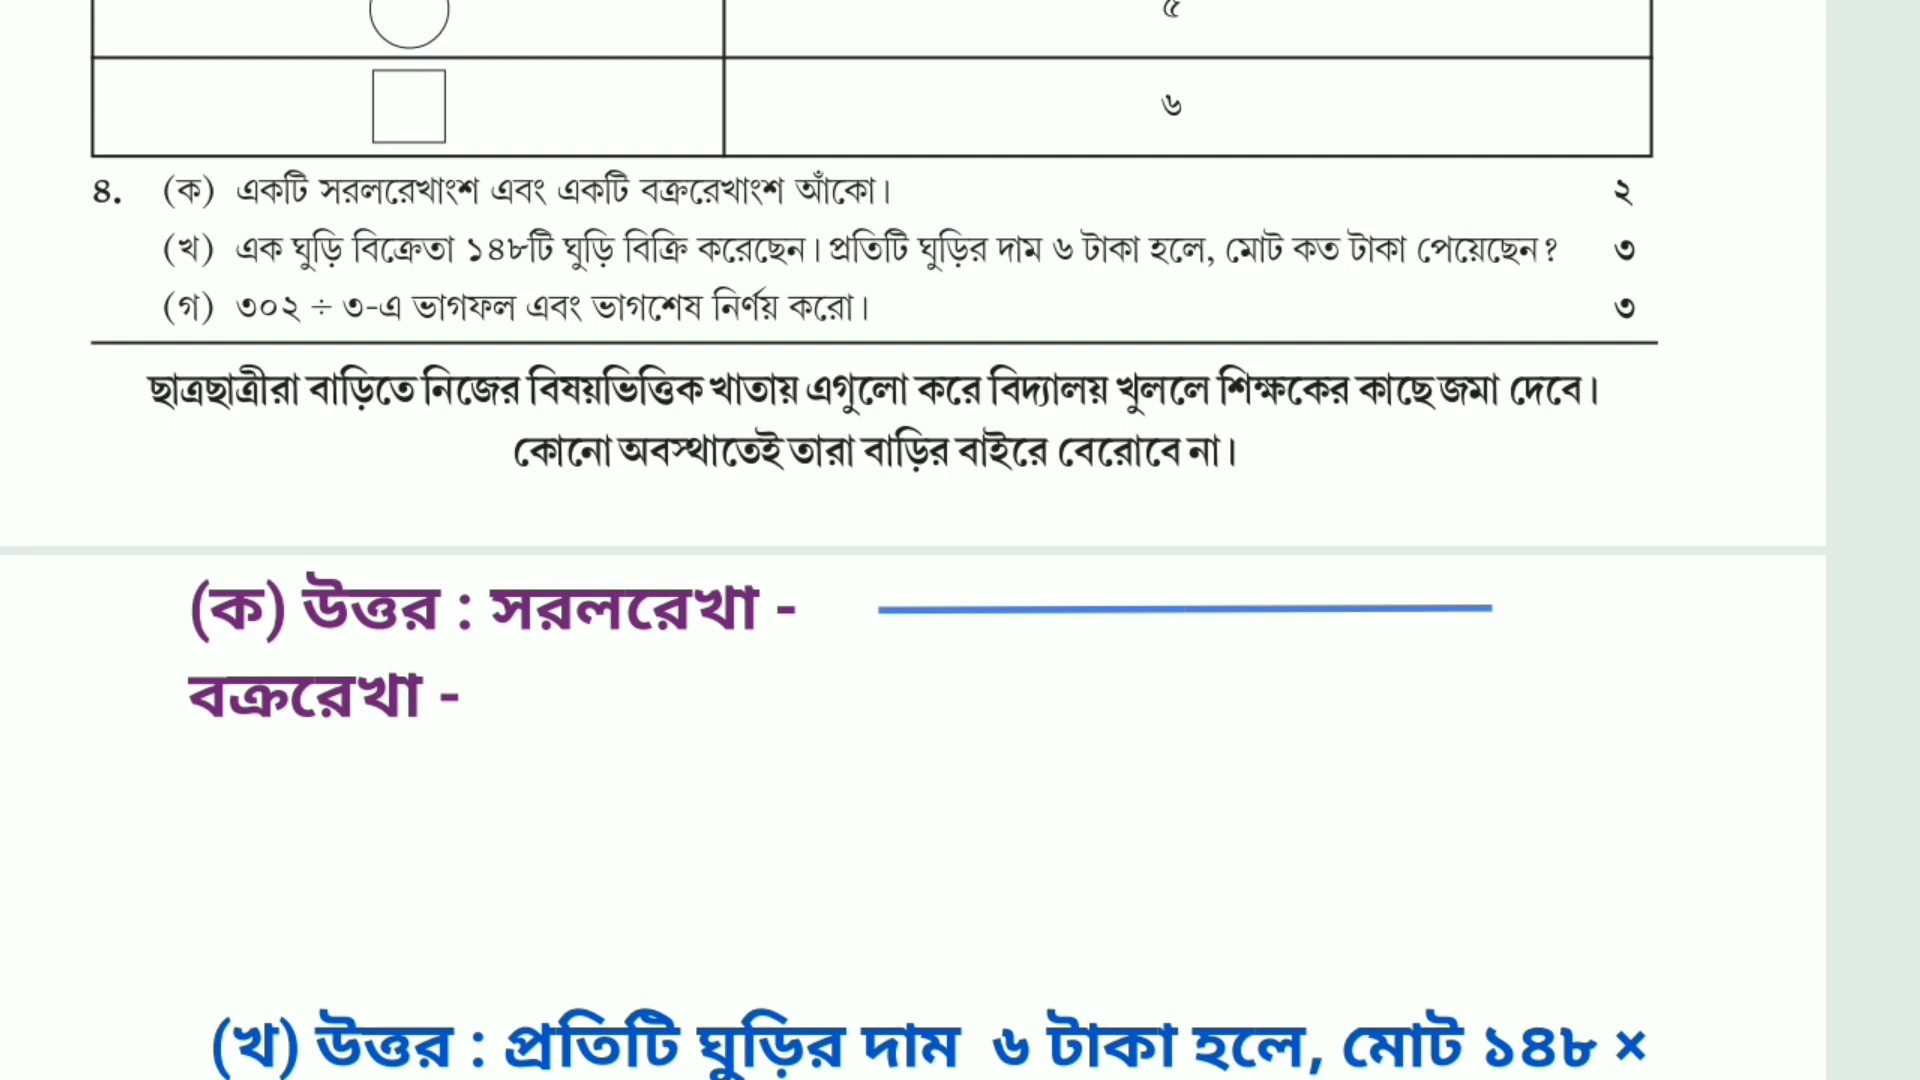 ৫
৬
৪. (ক) একটি সরলরেখাংশ এবং একটি বক্ররেখাংশ আঁকো। ২
(খ) এক ঘুড়ি বিক্রেতা ১৪৮টি ঘুড়ি বিক্রি করেছেন। প্রতিটি ঘুড়ির দাম ৬ টাকা হলে, মোট কত টাকা পেয়েছেন? ৩
(গ) ৩০২ ÷ ৩-এ ভাগফল এবং ভাগশেষ নির্ণয় করো। ৩
ছাত্রছাত্রীরা বাড়িতে নিজের বিষয়ভিত্তিক খাতায় এগুলো করে বিদ্যালয় খুললে শিক্ষকের কাছে জমা দেবে।
কোনো অবস্থাতেই তারা বাড়ির বাইরে বেরোবে না।
(ক) উত্তর : সরলরেখা -
বক্ররেখা -
(খ) উত্তর : প্রতিটি ঘুড়ির দাম ৬ টাকা হলে, মোট ১৪৮ ×